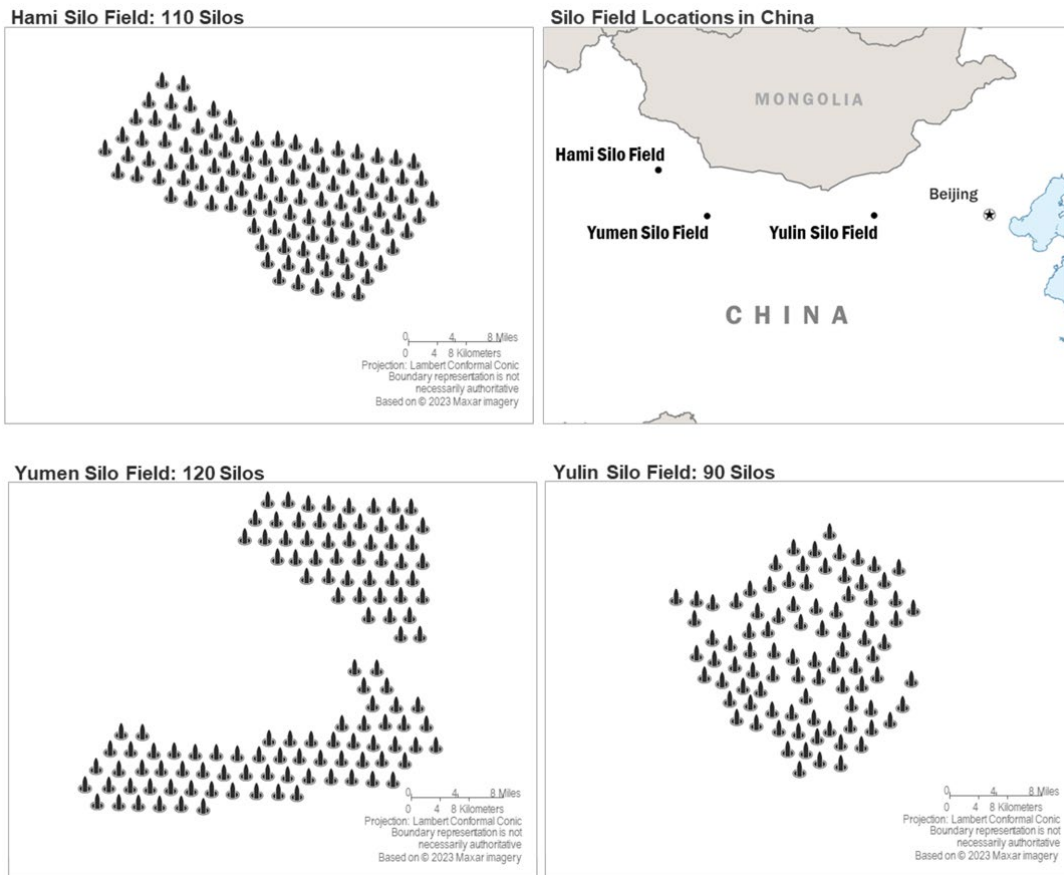 Hami Silo Field: 110 Silos
0 4 8 Miles
0 4 8 Kilometers
Projection: Lambert Conformal Conic
Boundary representation is not
necessarily authoritative
Based on © 2023 Maxar imagery
Silo Field Locations in China
MONGOLIA
Hami Silo Field
Beijing
Yumen Silo Field
Yulin Silo Field
CHINA
Yumen Silo Field: 120 Silos
0 4 8 Miles
0 4 8 Kilometers
Projection: Lambert Conformal Conic
Boundary representation is not
necessarily authoritative
Based on © 2023 Maxar imagery
Yulin Silo Field: 90 Silos
0 4 8 Miles
0 4 8 Kilometers
Projection: Lambert Conformal Conic
Boundary representation is not
necessarily authoritative
Based on © 2023 Maxar imagery